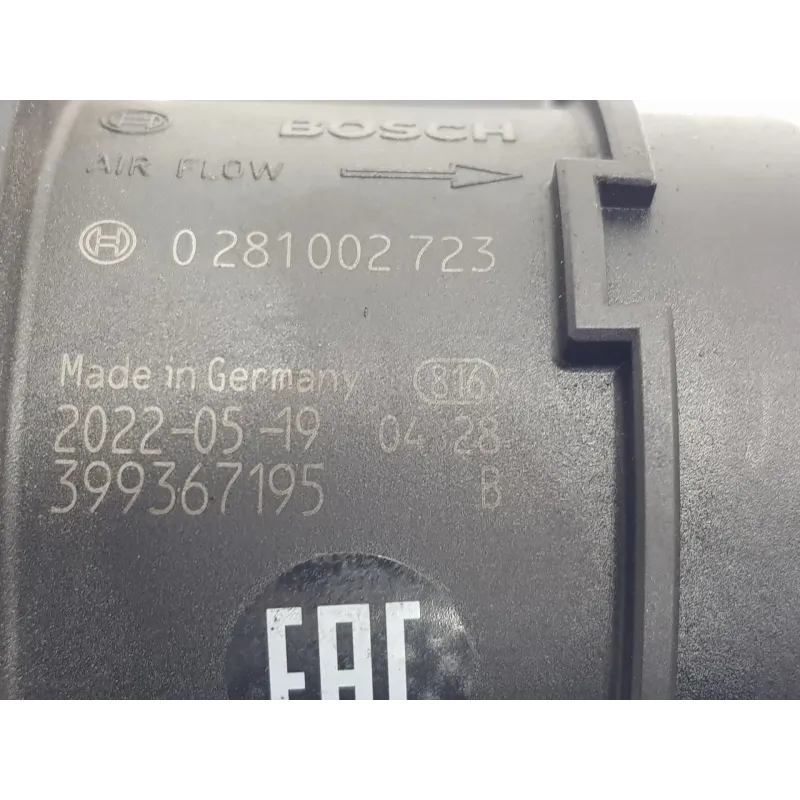 BOSCH
AIR FLOW
0 281 002 723
Made in Germany 816
2022-05-19 04 28
399367195 B
EAC